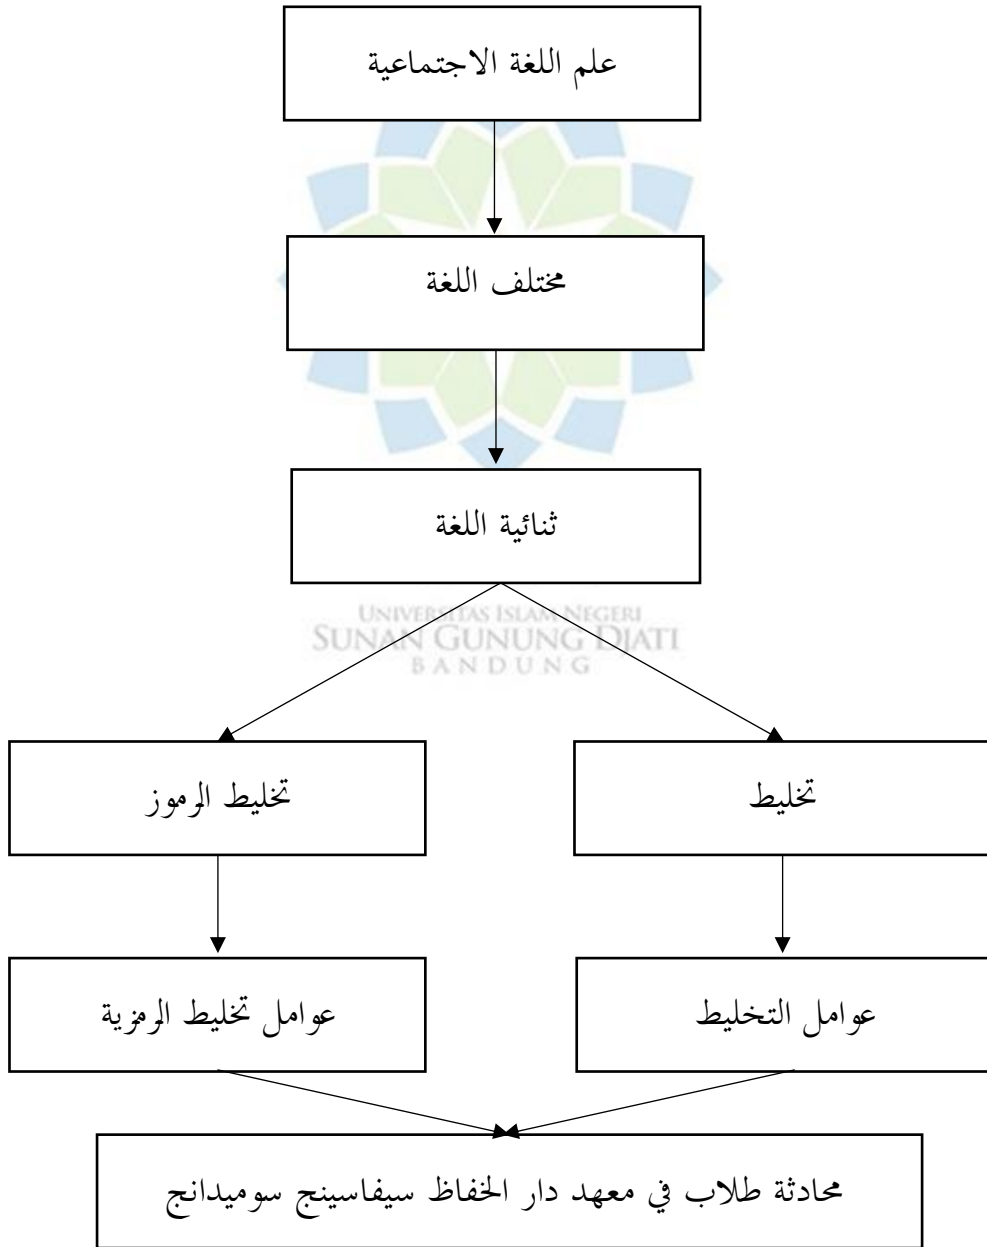 علم اللغة الاجتماعية
مختلف اللغة
ثنائية اللغة
UNIVERSITAS ISLAM NEGERI
SUNAN GUNUNG DJATI
BANDUNG
تخليط
تخليط الرموز
عوامل التخليط
عوامل تخليط الرمزية
محادثة طلاب في معهد دار الخفاظ سيفاسينج سوميدانج